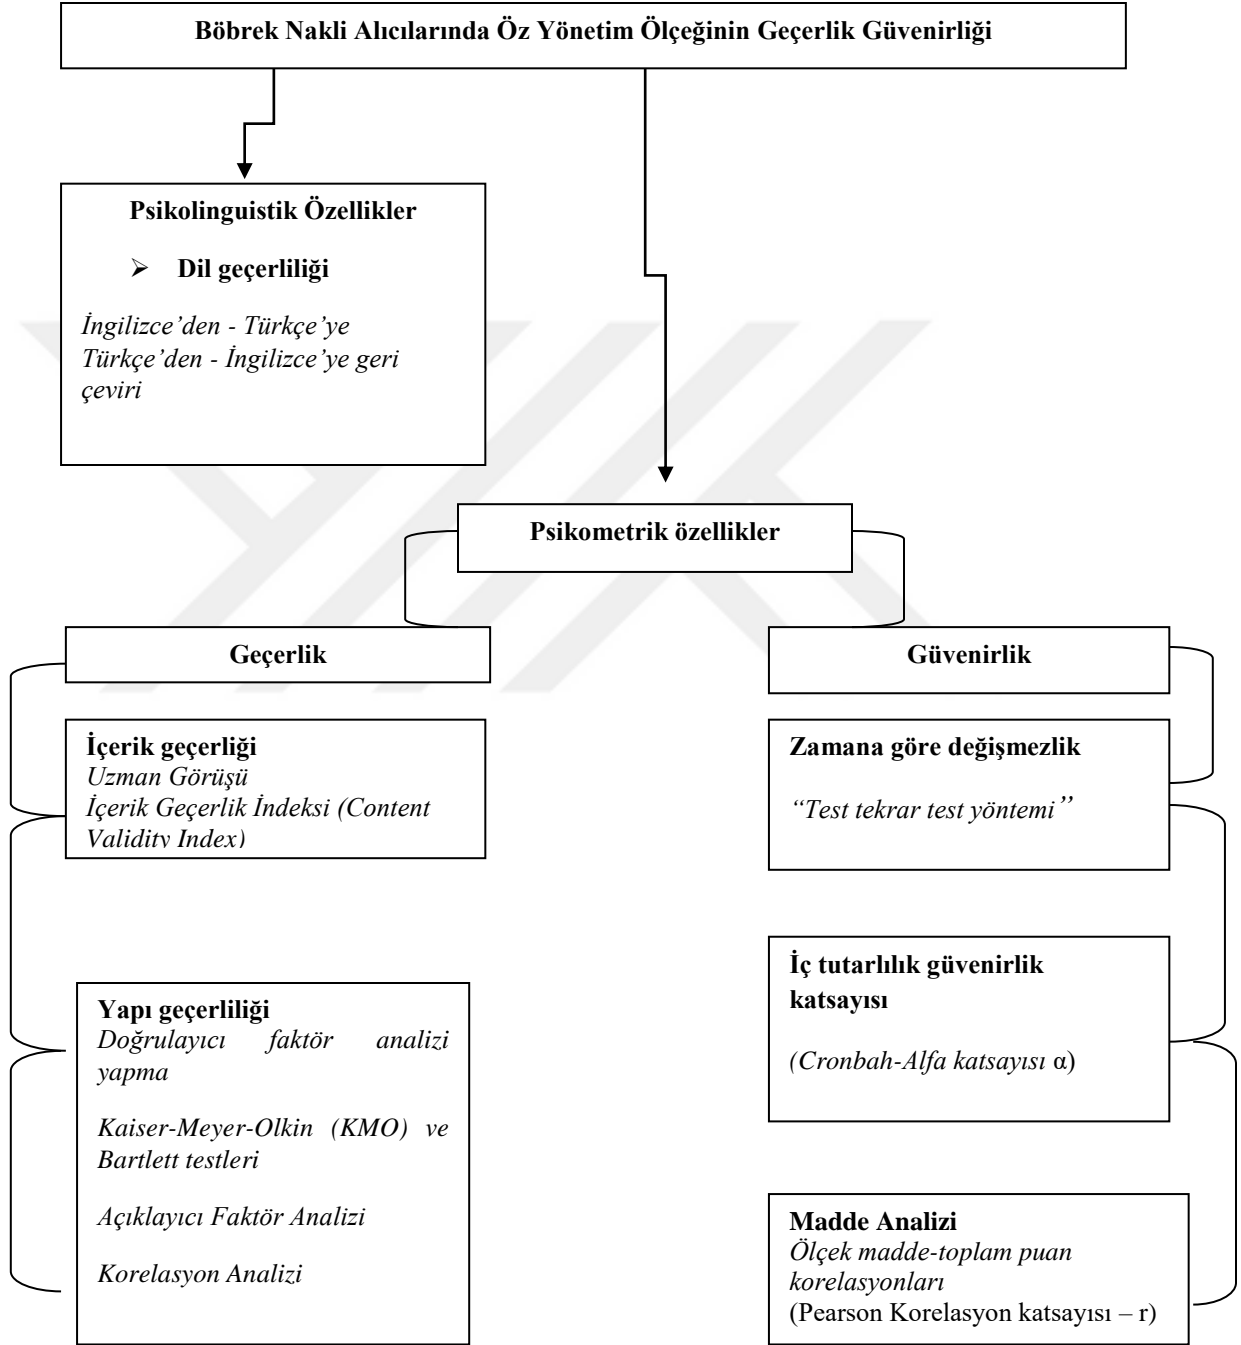 Böbrek Nakli Alıcılarında Öz Yönetim Ölçeğinin Geçerlik Güvenirliği
Psikolinguistik Özellikler
➢ Dil geçerliliği
İngilizce’den - Türkçe’ye
Türkçe’den - İngilizce’ye geri
çeviri
Psikometrik özellikler
Geçerlik
İçerik geçerliği
Uzman Görüşü
İçerik Geçerlik İndeksi (Content
Validity Index)
Yapı geçerliliği
Doğrulayıcı faktör analizi
yapma
Kaiser-Meyer-Olkin (KMO) ve
Bartlett testleri
Açıklayıcı Faktör Analizi
Korelasyon Analizi
Güvenirlik
Zamana göre değişmezlik
“Test tekrar test yöntemi”
İç tutarlılık güvenirlik
katsayısı
(Cronbah-Alfa katsayısı α)
Madde Analizi
Ölçek madde-toplam puan
korelasyonları
(Pearson Korelasyon katsayısı – r)